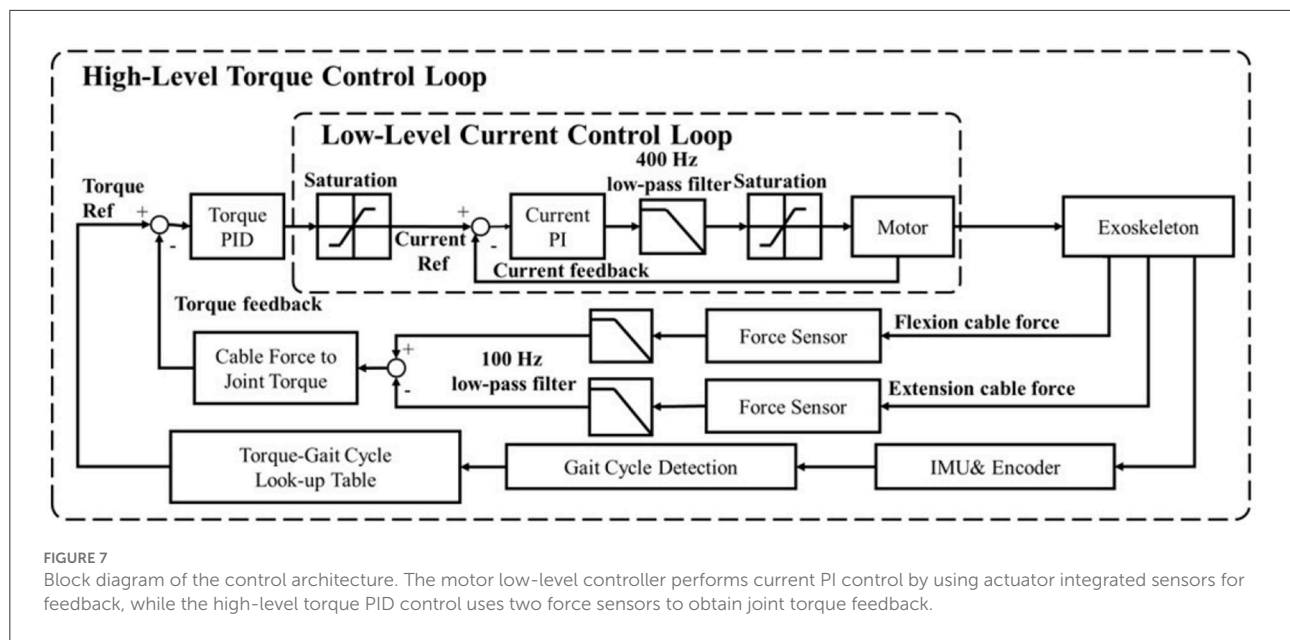 High-Level Torque Control Loop
Low-Level Current Control Loop
400 Hz
low-pass filter
Saturation
Saturation
Torque
Ref
+
-
Torque
PID
Current
Ref
+
-
Current
PI
Motor
Exoskeleton
Current feedback
Torque feedback
Flexion cable force
Force Sensor
Cable Force to
Joint Torque
+
-
100 Hz
low-pass filter
Extension cable force
Force Sensor
Torque-Gait Cycle
Look-up Table
Gait Cycle Detection
IMU& Encoder
FIGURE 7
Block diagram of the control architecture. The motor low-level controller performs current PI control by using actuator integrated sensors for
feedback, while the high-level torque PID control uses two force sensors to obtain joint torque feedback.